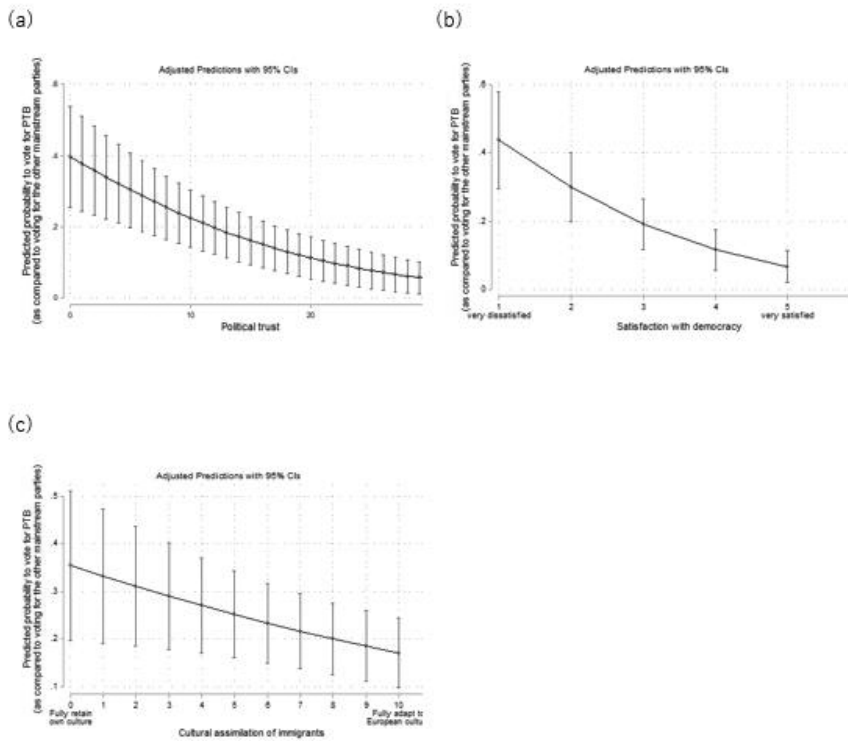 (a)
Adjusted Predictions with 95% CIs
Predicted probability to vote for PTB
(as compared to voting for the other mainstream parties)
.6
.4
.2
0
0
10
20
Political trust
(b)
Adjusted Predictions with 95% CIs
Predicted probability to vote for PTB
(as compared to voting for the other mainstream parties)
.6
.4
.2
0
1
2
3
4
5
very dissatisfied
very satisfied
Satisfaction with democracy
(c)
Adjusted Predictions with 95% CIs
Predicted probability to vote for PTB
(as compared to voting for the other mainstream parties)
.5
.4
.3
.2
.1
0
1
2
3
4
5
6
7
8
9
10
Fully retain
own culture
Fully adapt to
European cultu
Cultural assimilation of immigrants